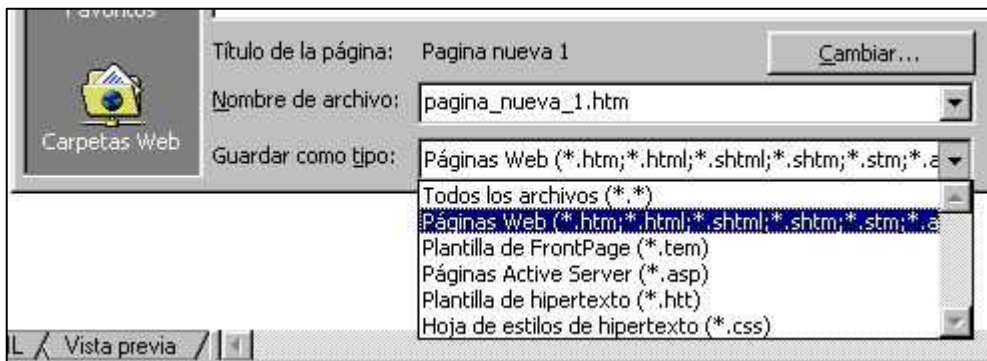 Favoritos
Título de la página: Pagina nueva 1 Cambiar...
Nombre de archivo: pagina_nueva_1.htm
Carpetas Web
Guardar como tipo: Páginas Web (*.htm;*.html;*.shtml;*.shtm;*.stm;*.a
Todos los archivos (*.*)
Páginas Web (*.htm;*.html;*.shtml;*.shtm;*.stm;*.a
Plantilla de FrontPage (*.tem)
Páginas Active Server (*.asp)
Plantilla de hipertexto (*.htt)
Hoja de estilos de hipertexto (*.css)
L Vista previa